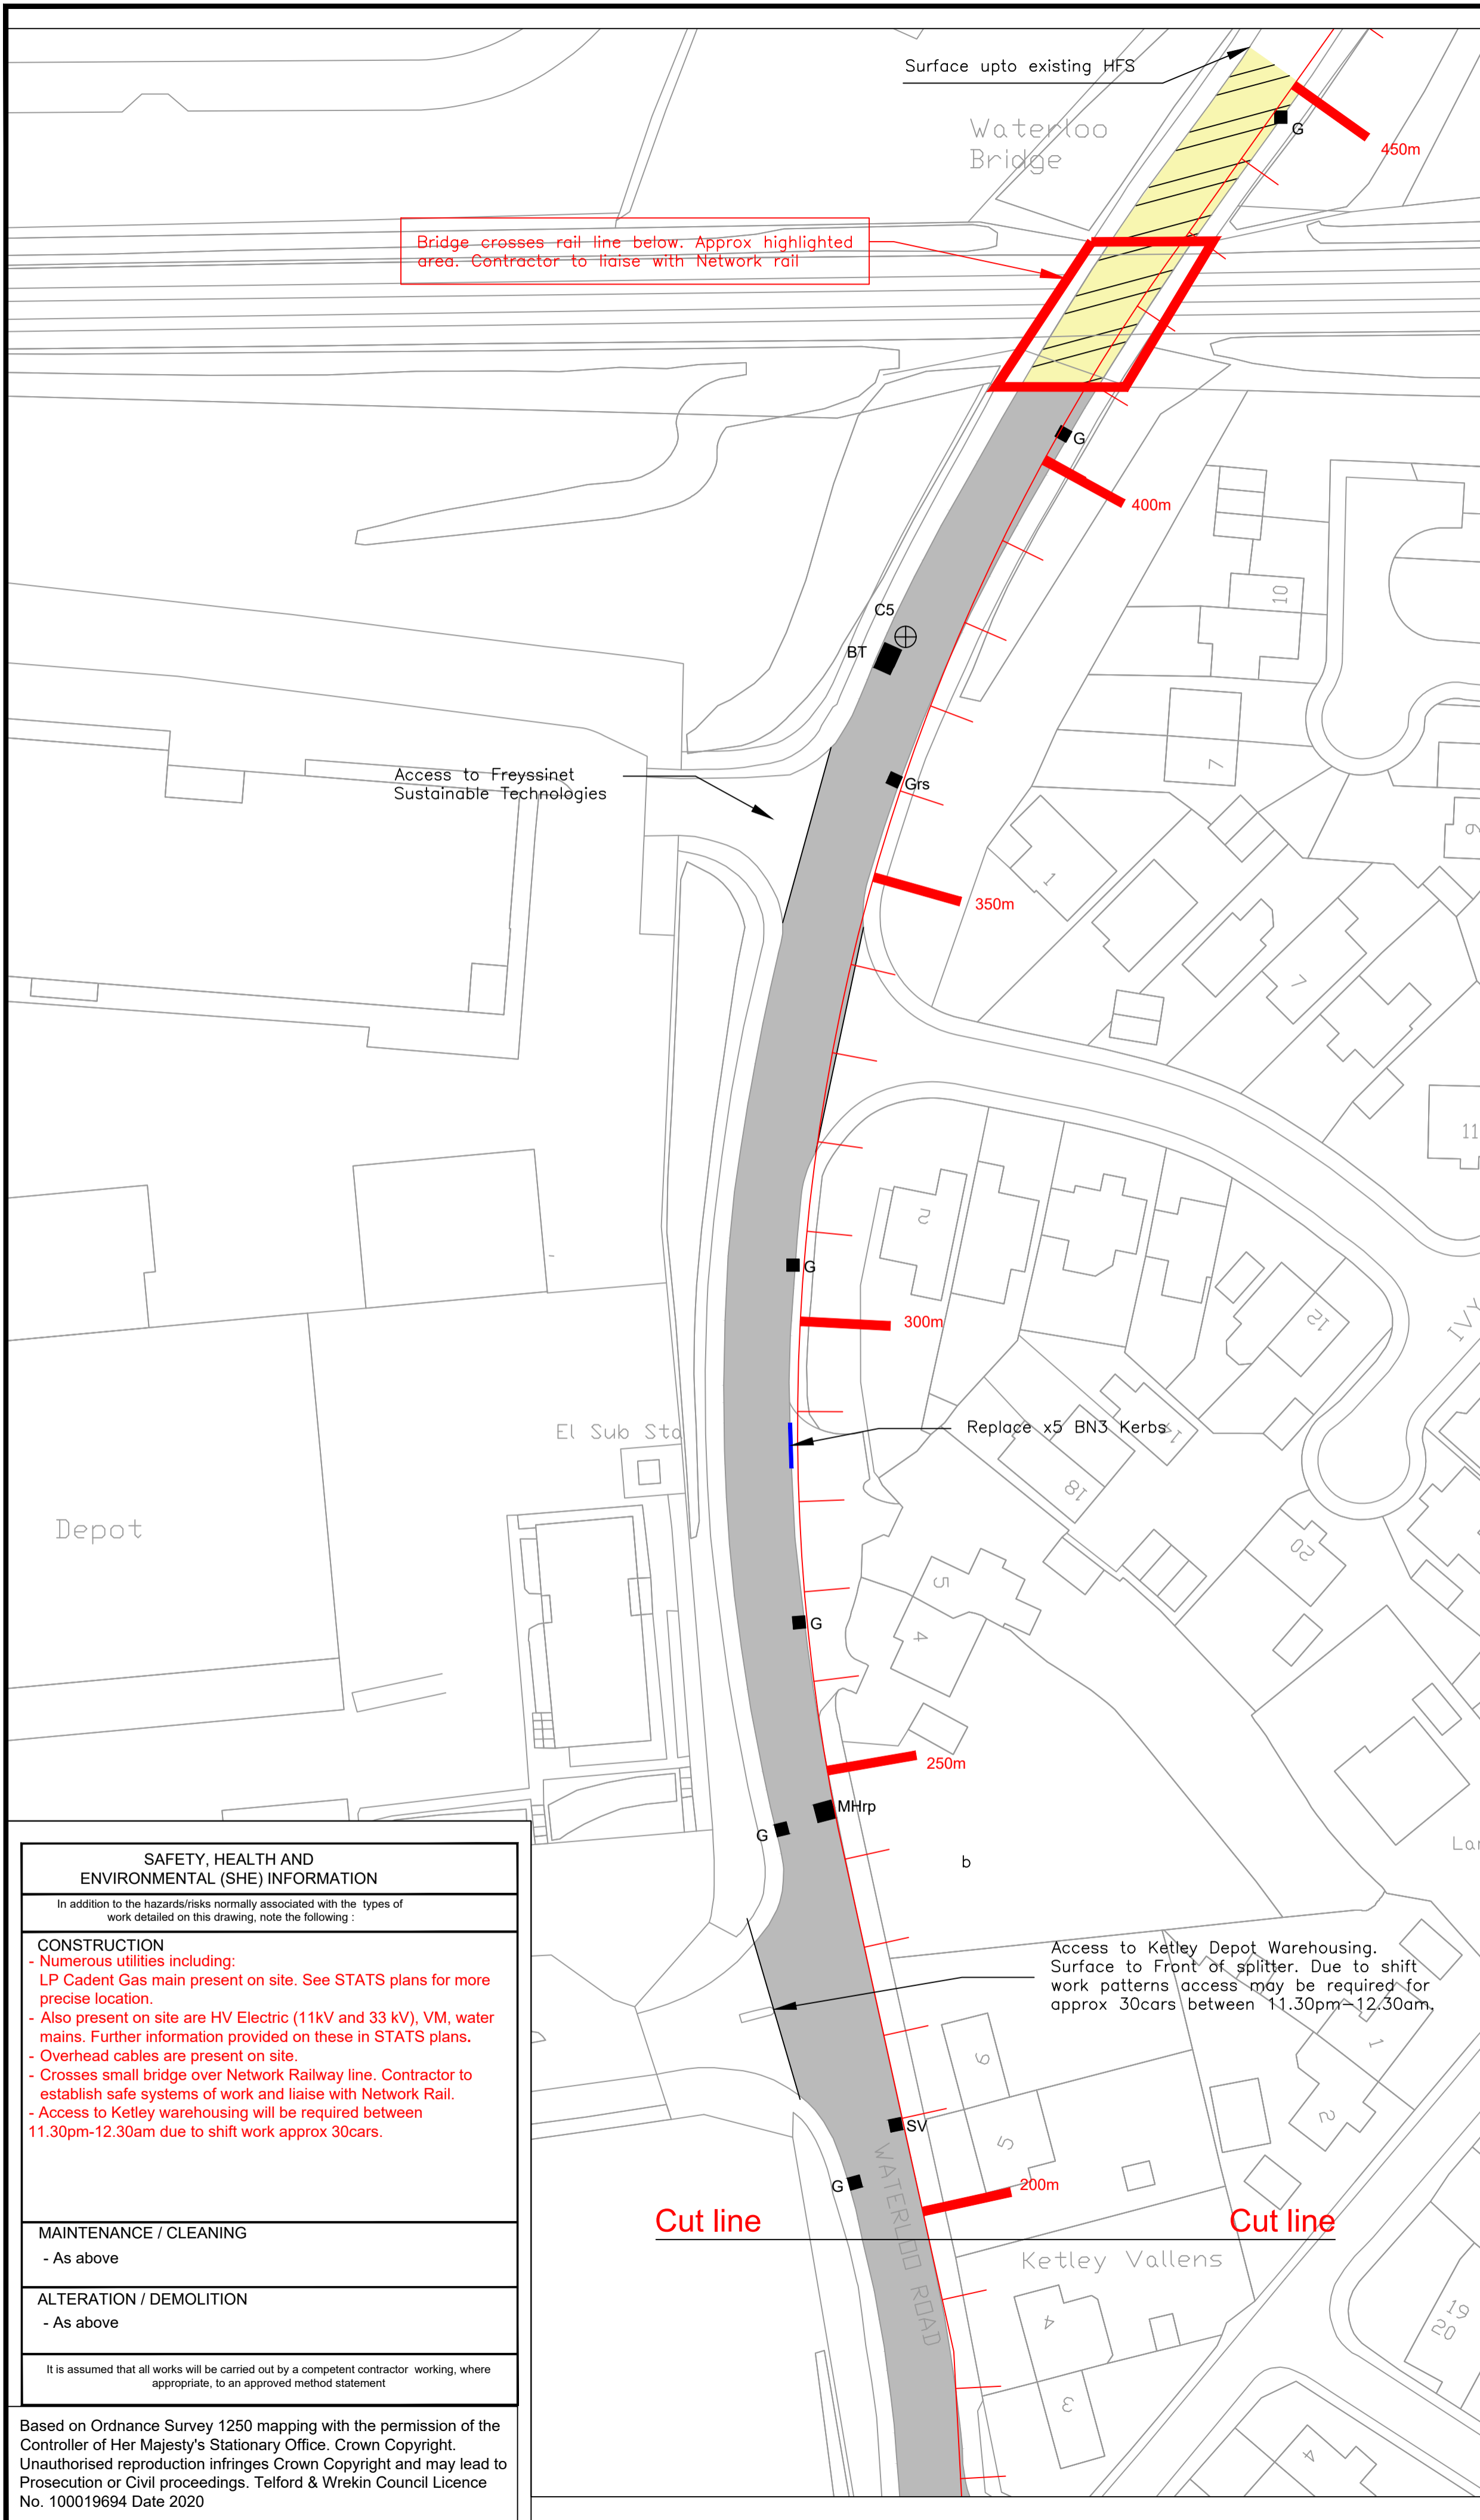 Surface upto existing HFS
Waterloo
Bridge
G
450m
Bridge crosses rail line below. Approx highlighted
area. Contractor to liaise with Network rail
G
400m
10
C5
BT
7
Access to Freyssinet
Sustainable Technologies
Grs
9
1
350m
7
11
2
G
300m
12
IVY
El Sub Sta
Replace x5 BN3 Kerbs
14
18
Depot
20
5
G
4
250m
MHrp
G
b
SAFETY, HEALTH AND
ENVIRONMENTAL (SHE) INFORMATION
In addition to the hazards/risks normally associated with the types of
work detailed on this drawing, note the following :
CONSTRUCTION
- Numerous utilities including:
LP Cadent Gas main present on site. See STATS plans for more
precise location.
- Also present on site are HV Electric (11kV and 33 kV), VM, water
mains. Further information provided on these in STATS plans.
- Overhead cables are present on site.
- Crosses small bridge over Network Railway line. Contractor to
establish safe systems of work and liaise with Network Rail.
- Access to Ketley warehousing will be required between
11.30pm-12.30am due to shift work approx 30cars.
MAINTENANCE / CLEANING
- As above
ALTERATION / DEMOLITION
- As above
It is assumed that all works will be carried out by a competent contractor working, where
appropriate, to an approved method statement
Based on Ordnance Survey 1250 mapping with the permission of the
Controller of Her Majesty's Stationary Office. Crown Copyright.
Unauthorised reproduction infringes Crown Copyright and may lead to
Prosecution or Civil proceedings. Telford & Wrekin Council Licence
No. 100019694 Date 2020
Access to Ketley Depot Warehousing.
Surface to Front of splitter. Due to shift
work patterns access may be required for
approx 30cars between 11.30pm-12.30am.
1
2
6
5
SV
G
WATERLOO ROAD
200m
Cut line
Cut line
Ketley Vallens
4
3
19
20
4